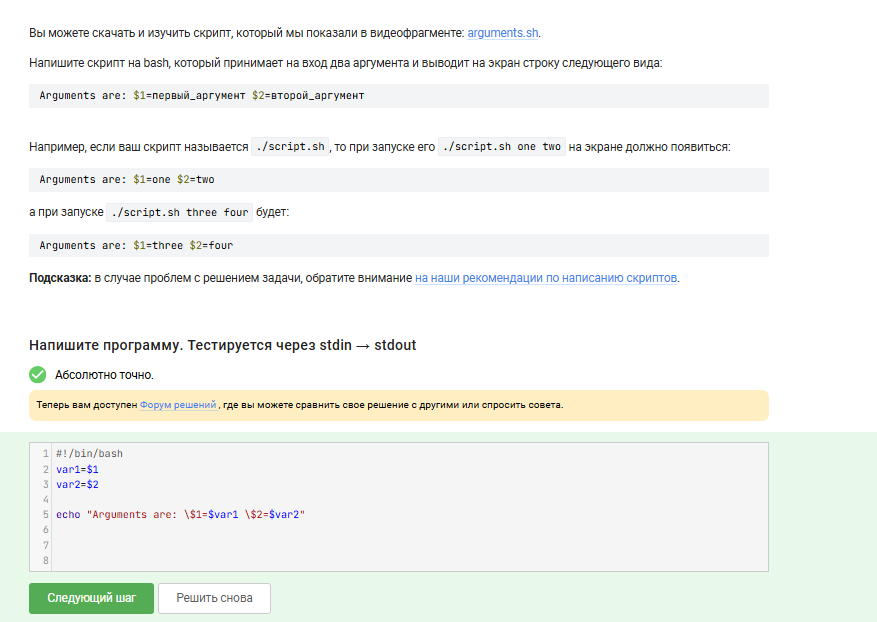 Вы можете скачать и изучить скрипт, который мы показали в видеофрагменте: arguments.sh.
Напишите скрипт на bash, который принимает на вход два аргумента и выводит на экран строку следующего вида:
Arguments are: $1=первый_аргумент $2=второй_аргумент
Например, если ваш скрипт называется ./script.sh , то при запуске его ./script.sh one two на экране должно появиться:
Arguments are: $1=one $2=two
а при запуске ./script.sh three four будет:
Arguments are: $1=three $2=four
Подсказка: в случае проблем с решением задачи, обратите внимание на наши рекомендации по написанию скриптов.
Напишите программу. Тестируется через stdin → stdout
Абсолютно точно.
Теперь вам доступен Форум решений , где вы можете сравнить свое решение с другими или спросить совета.
1 #!/bin/bash
2 var1=$1
3 var2=$2
4
5 echo "Arguments are: \$1=$var1 \$2=$var2"
6
7
8
Следующий шаг Решить снова